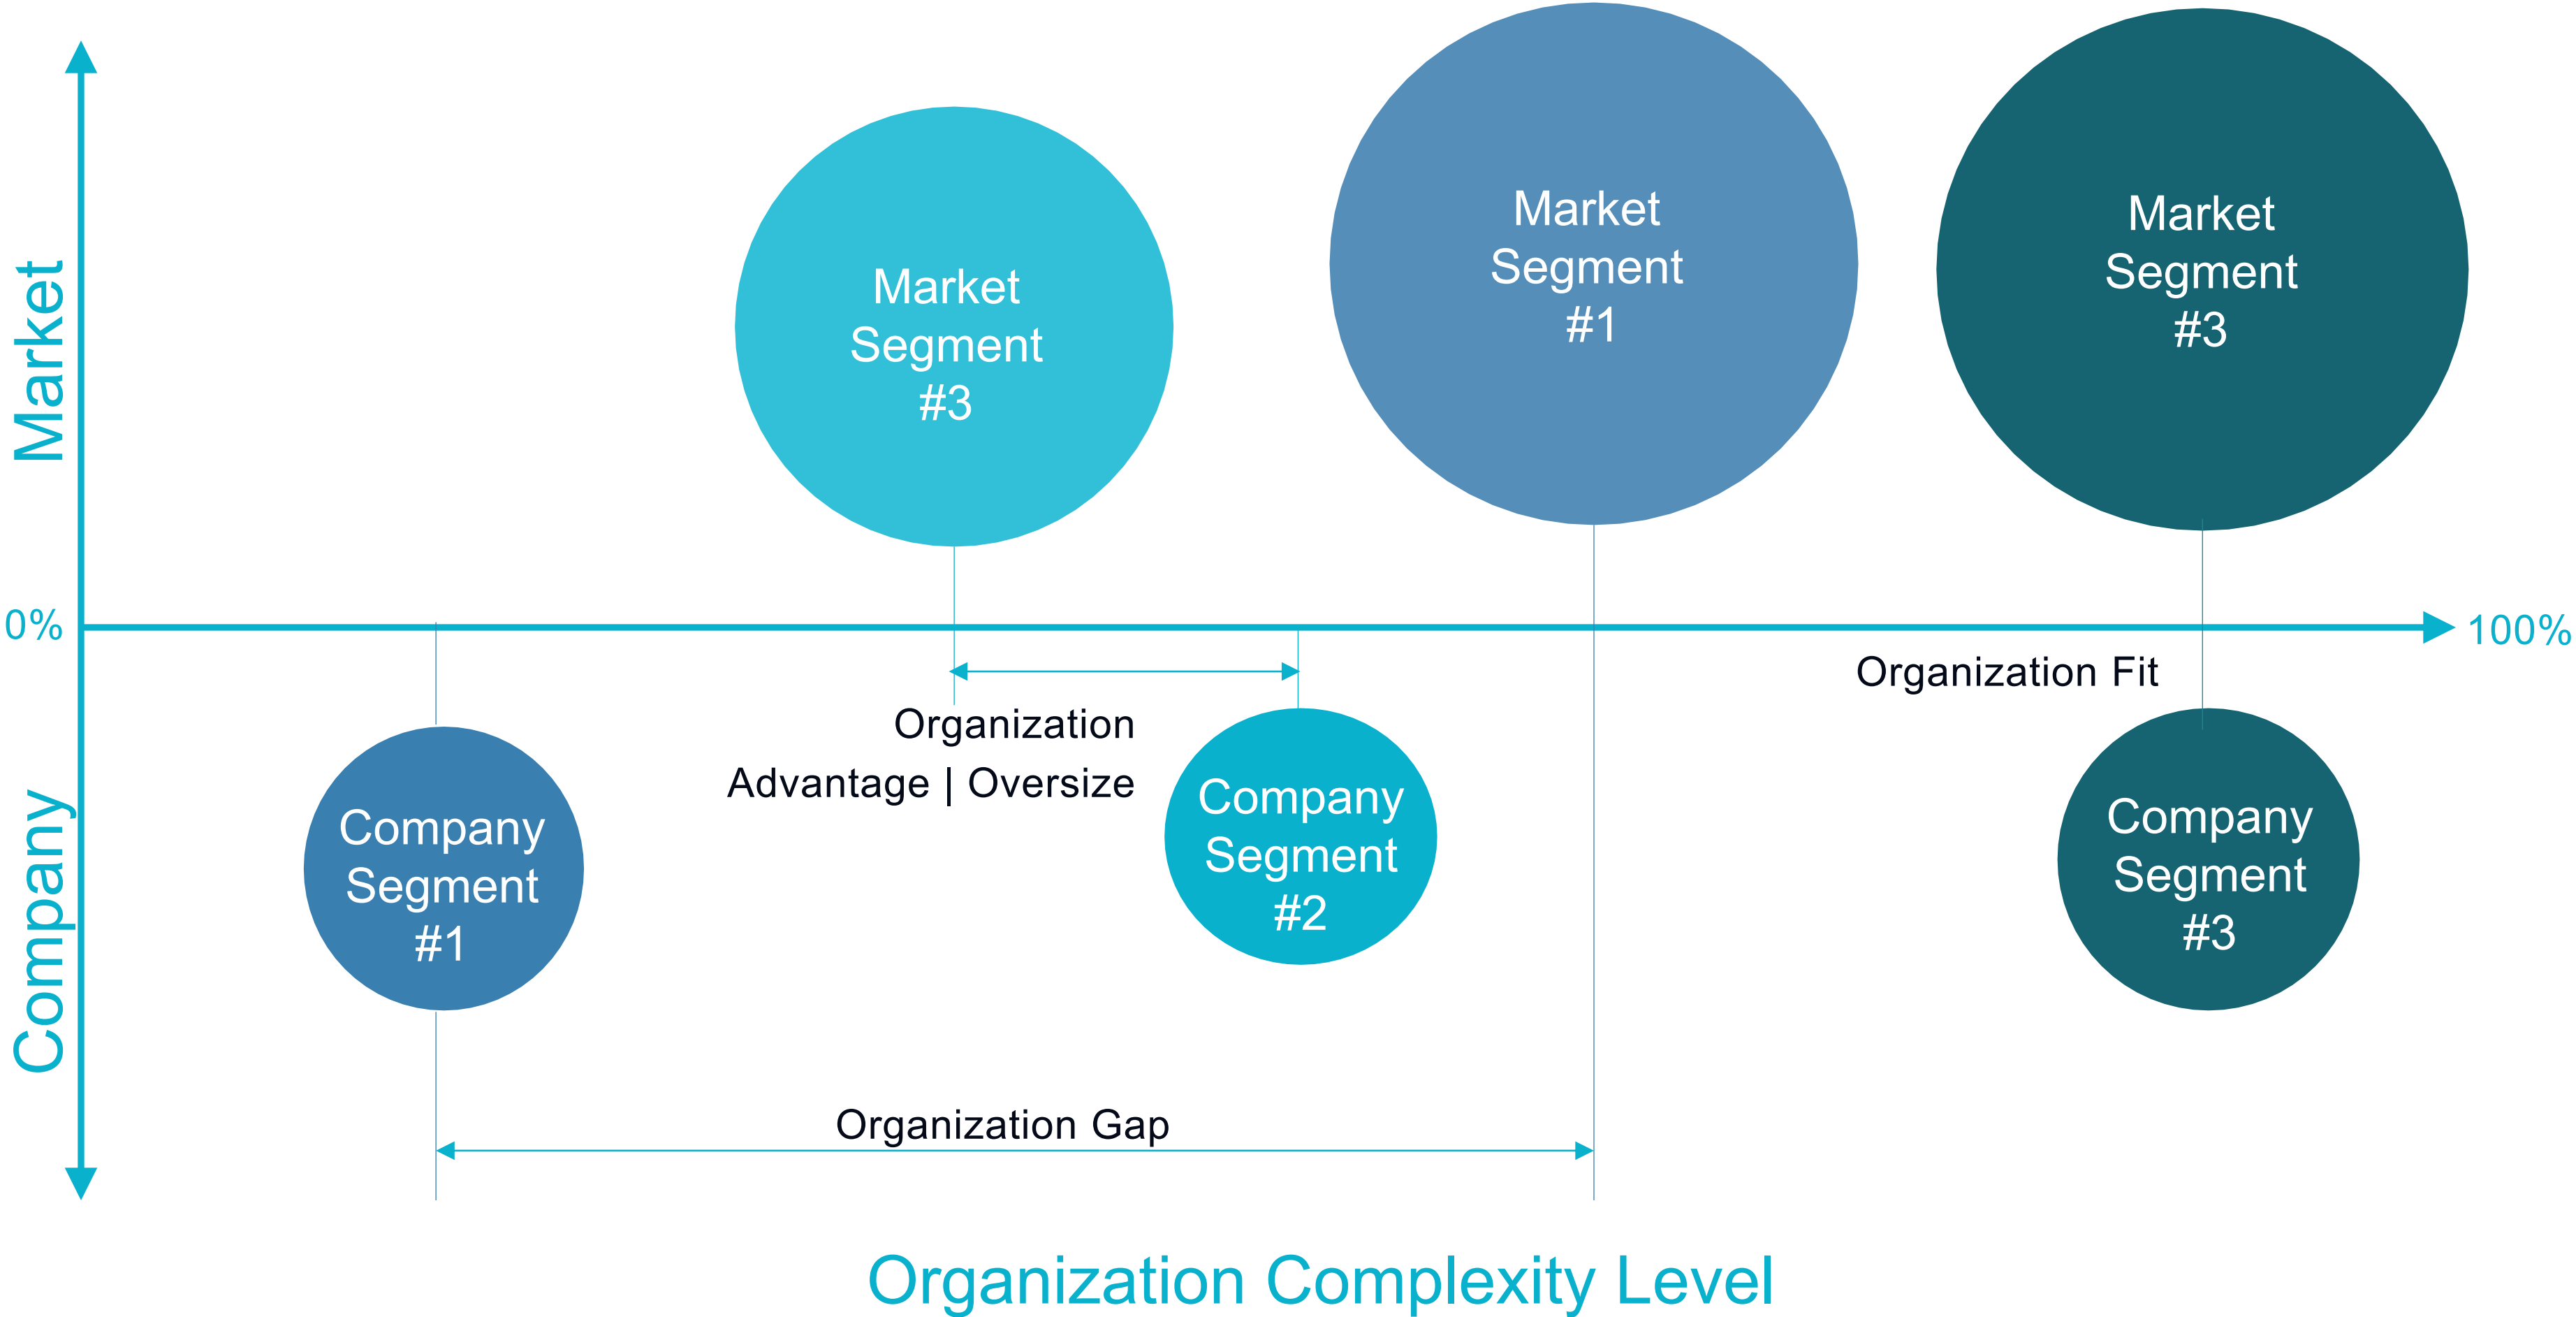 Market
Segment
#3
Market
Segment
#1
Market
Segment
#3
Market
0%
100%
Organization Fit
Organization
Advantage | Oversize
Company
Segment
#1
Company
Segment
#2
Company
Segment
#3
Company
Organization Gap
Organization Complexity Level